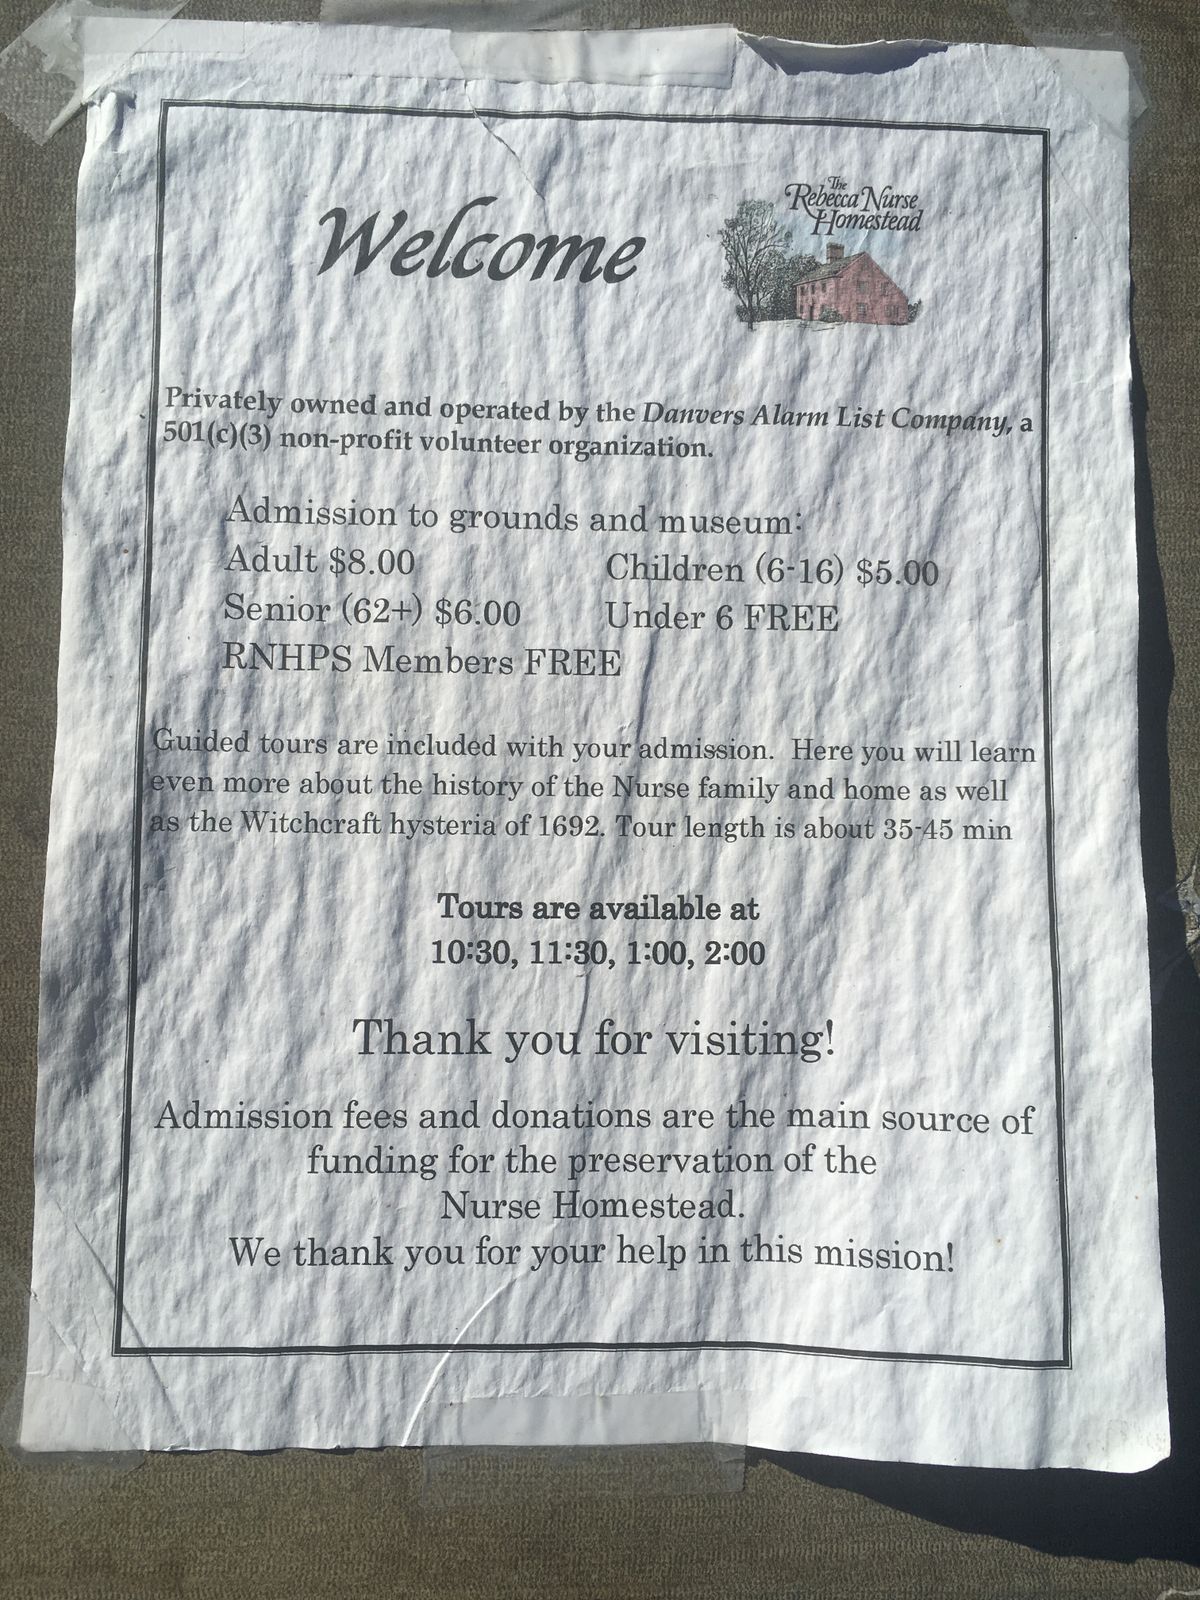 Welcome
The
Rebecca Nurse
Homestead
Privately owned and operated by the Danvers Alarm List Company, a
501(c)(3) non-profit volunteer organization.
Admission to grounds and museum:
Adult $8.00 Children (6-16) $5.00
Senior (62+) $6.00 Under 6 FREE
RNHPS Members FREE
Guided tours are included with your admission. Here you will learn
even more about the history of the Nurse family and home as well
as the Witchcraft hysteria of 1692. Tour length is about 35-45 min
Tours are available at
10:30, 11:30, 1:00, 2:00
Thank you for visiting!
Admission fees and donations are the main source of
funding for the preservation of the
Nurse Homestead.
We thank you for your help in this mission!